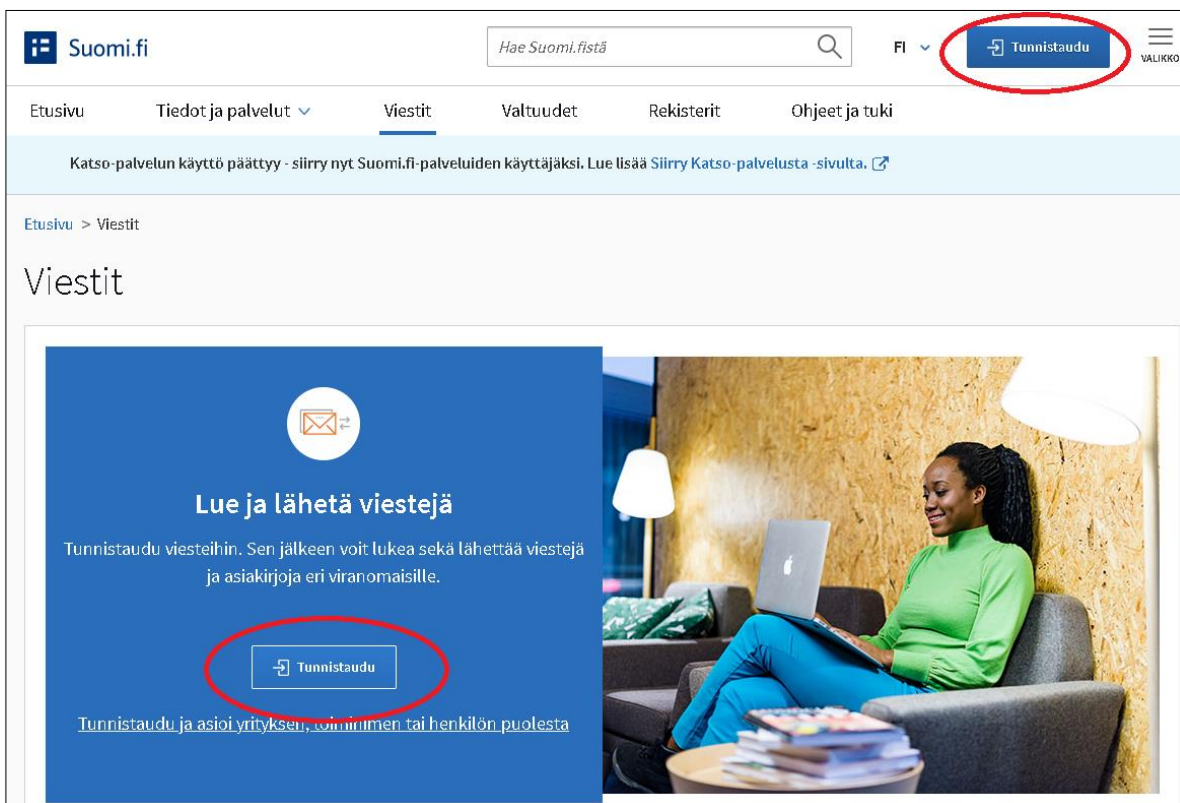 Suomi.fi
Hae Suomi.fistä
FI
Tunnistaudu
VALIKKO
Etusivu
Tiedot ja palvelut
Viestit
Valtuudet
Rekisterit
Ohjeet ja tuki
Katso-palvelun käyttö päättyy - siirry nyt Suomi.fi-palveluiden käyttäjäksi. Lue lisää Siirry Katso-palvelusta -sivulta.
Etusivu > Viestit
Viestit
Lue ja lähetä viestejä
Tunnistaudu viesteihin. Sen jälkeen voit lukea sekä lähettää viestejä
ja asiakirjoja eri viranomaisille.
Tunnistaudu
Tunnistaudu ja asioi yrityksen, toiminimen tai henkilön puolesta